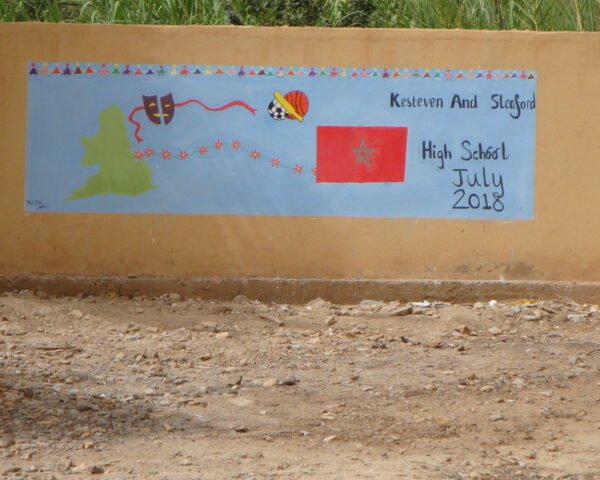 Kesteven And Sleaford
High School
July
2018